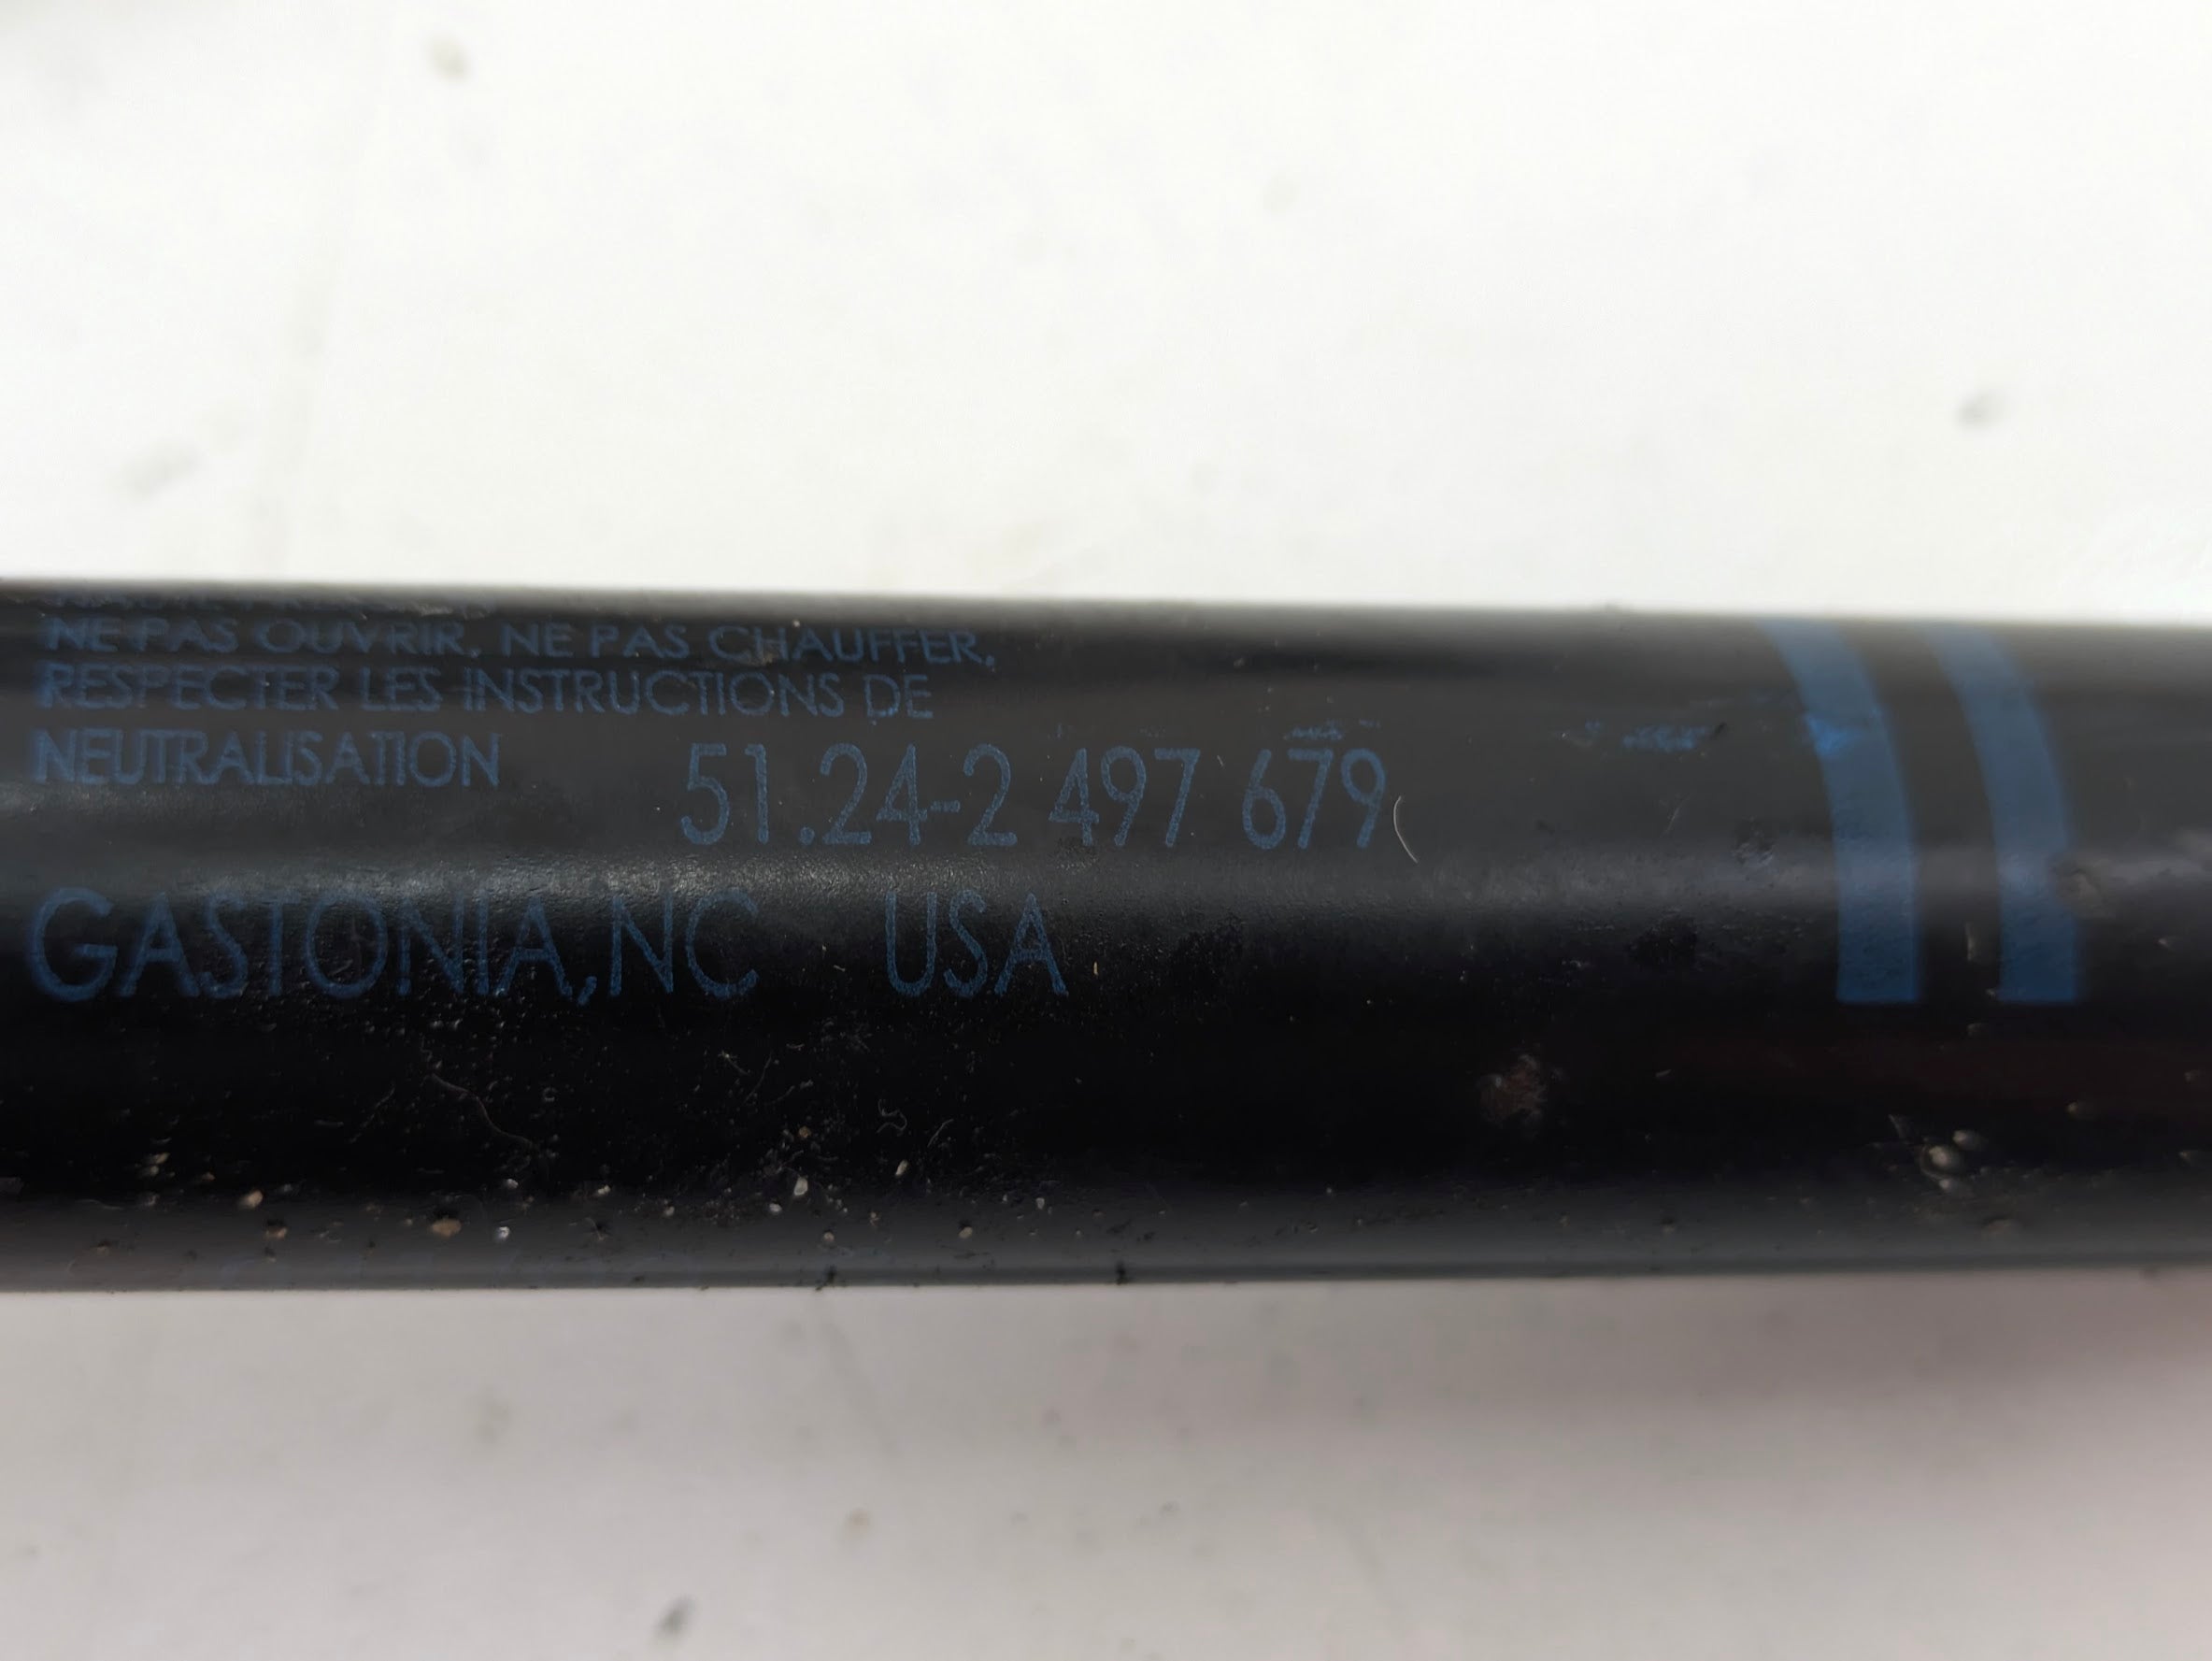 NE PAS OUVRIR, NE PAS CHAUFFER,
RESPECTER LES INSTRUCTIONS DE
NEUTRALISATION
51.24-2 497 679
GASTONIA,NC USA